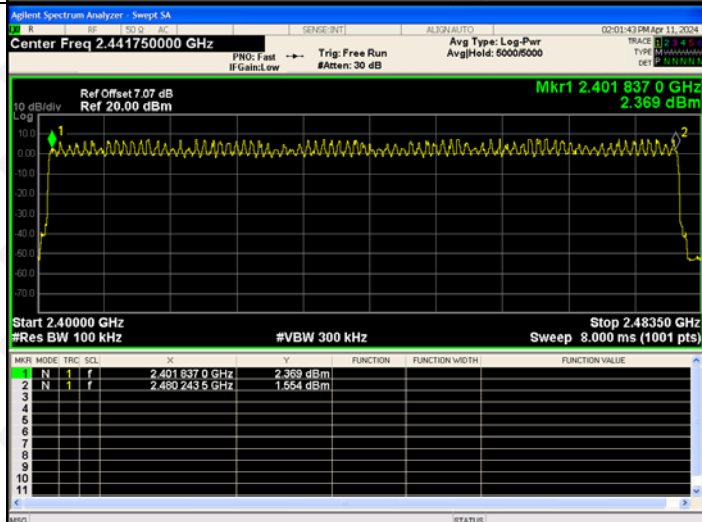 Agilent Spectrum Analyzer - Swept SA
R RF 50 Ω AC SENSE:INT ALIGNAUTO 02:01:43 PM Apr 11, 2024
Center Freq 2.441750000 GHz
PNO: Fast
IFGain:Low
Trig: Free Run
#Atten: 30 dB
Avg Type: Log-Pwr
Avg|Hold: 5000/5000
TRACE 1 2 3 4 5 6
TYPE M
DET P N N N N N
Ref Offset 7.07 dB
10 dB/div Ref 20.00 dBm
Log
Mkr1 2.401 837 0 GHz
2.369 dBm
10.0
0.00
-10.0
-20.0
-30.0
-40.0
-50.0
-60.0
-70.0
1
2
Start 2.40000 GHz Stop 2.48350 GHz
#Res BW 100 kHz #VBW 300 kHz Sweep 8.000 ms (1001 pts)
MKR MODE TRC SCL X Y FUNCTION FUNCTION WIDTH FUNCTION VALUE
1 N 1 f 2.401 837 0 GHz 2.369 dBm
2 N 1 f 2.480 243 5 GHz 1.554 dBm
3
4
5
6
7
8
9
10
11
MSG STATUS